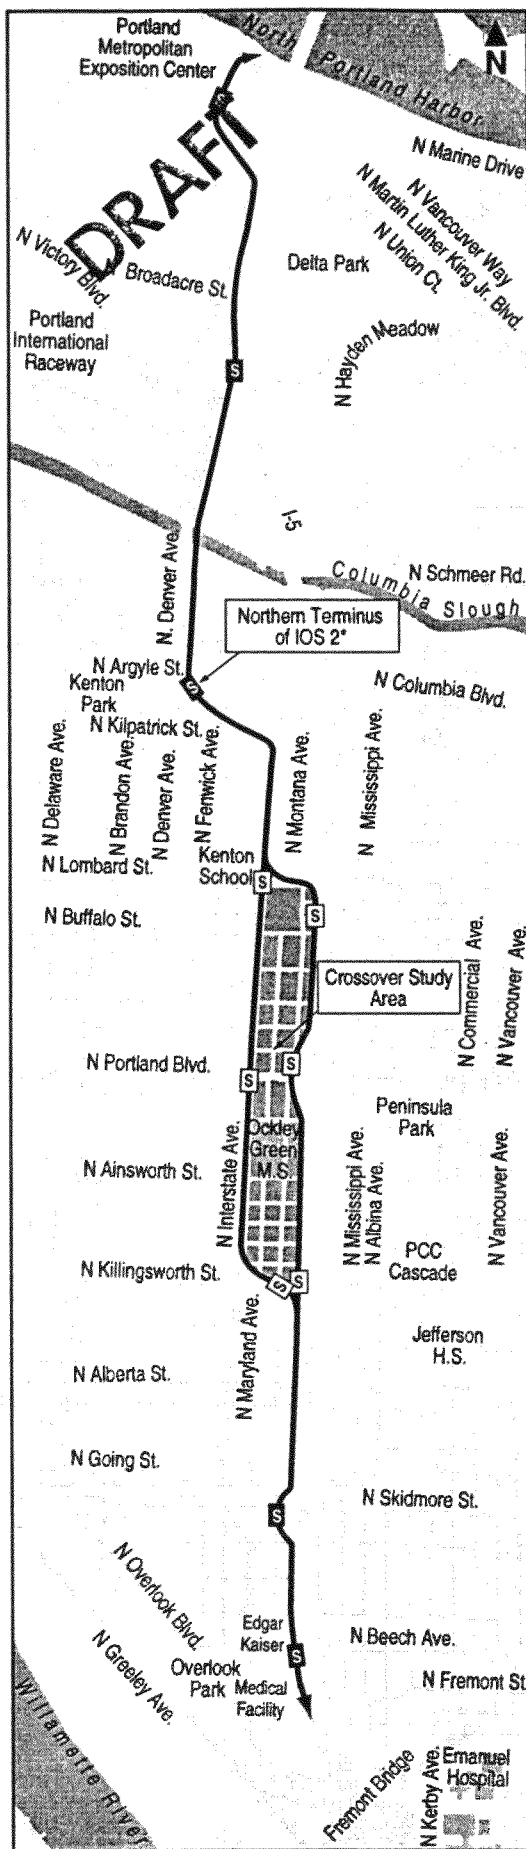 Portland
Metropolitan
Exposition Center
North Portland Harbor
N
S
DRAFT
N Marine Drive
N Vancouver Way
N Martin Luther King Jr. Blvd.
N Union Ct.
N Victory Blvd.
Broadacre St.
Delta Park
Portland
International
Raceway
N Hayden Meadow
S
I-5
N. Denver Ave.
Columbia Slough
N Schmeer Rd.
Northern Terminus
of IOS 2*
N Argyle St.
S
Kenton
Park
N Columbia Blvd.
N Kilpatrick St.
N Delaware Ave.
N Brandon Ave.
N Denver Ave.
N Fenwick Ave.
N Montana Ave.
N Mississippi Ave.
Kenton
School
N Lombard St.
S
N Buffalo St.
S
N Commercial Ave.
N Vancouver Ave.
Crossover Study
Area
N Portland Blvd.
S
S
Peninsula
Park
Ockley
Green
M.S.
N Interstate Ave.
N Ainsworth St.
N Mississippi Ave.
N Albina Ave.
N Vancouver Ave.
PCC
Cascade
N Killingsworth St.
S
S
N Maryland Ave.
Jefferson
H.S.
N Alberta St.
N Going St.
N Skidmore St.
S
N Overlook Blvd.
N Greeley Ave.
Edgar
Kaiser
Medical
Facility
S
N Beech Ave.
Overlook
Park
N Fremont St.
Willamette River
Fremont Bridge
N Kerby Ave.
Emanuel
Hospital